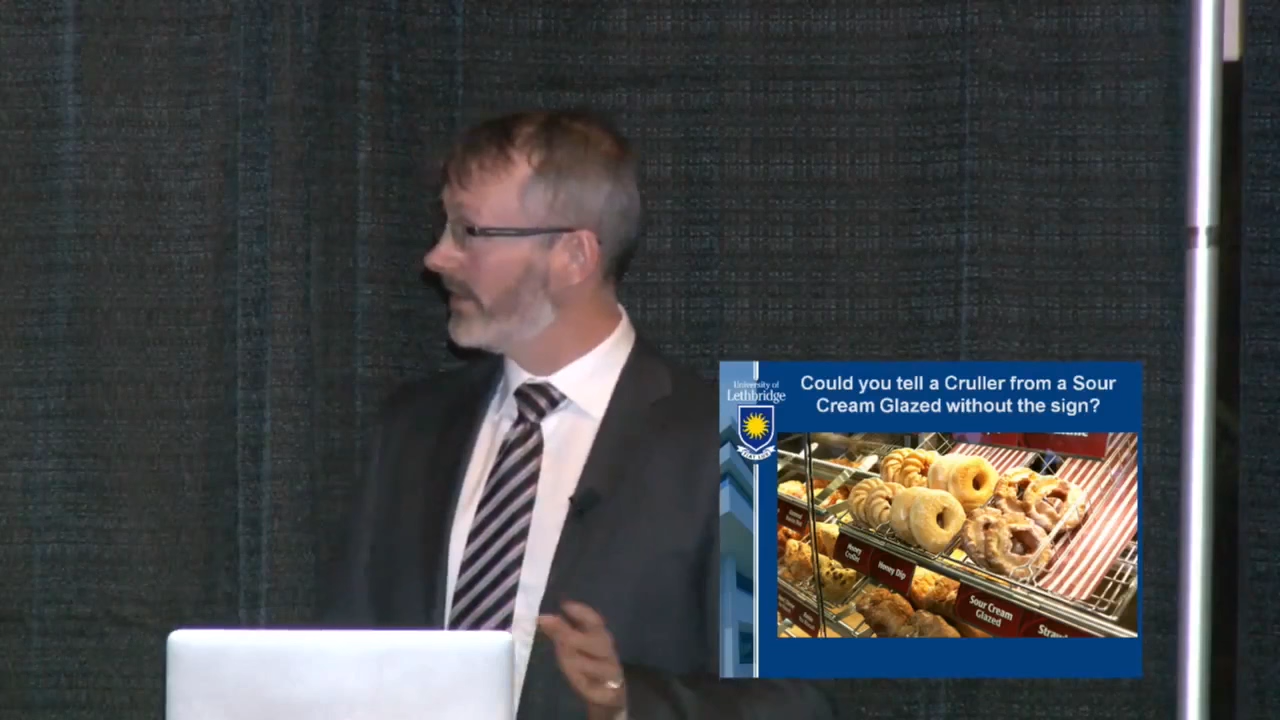 University of
Lethbridge
Could you tell a Cruller from a Sour
Cream Glazed without the sign?
Honey
Cruller
Honey Dip
Sour Cream
Glazed